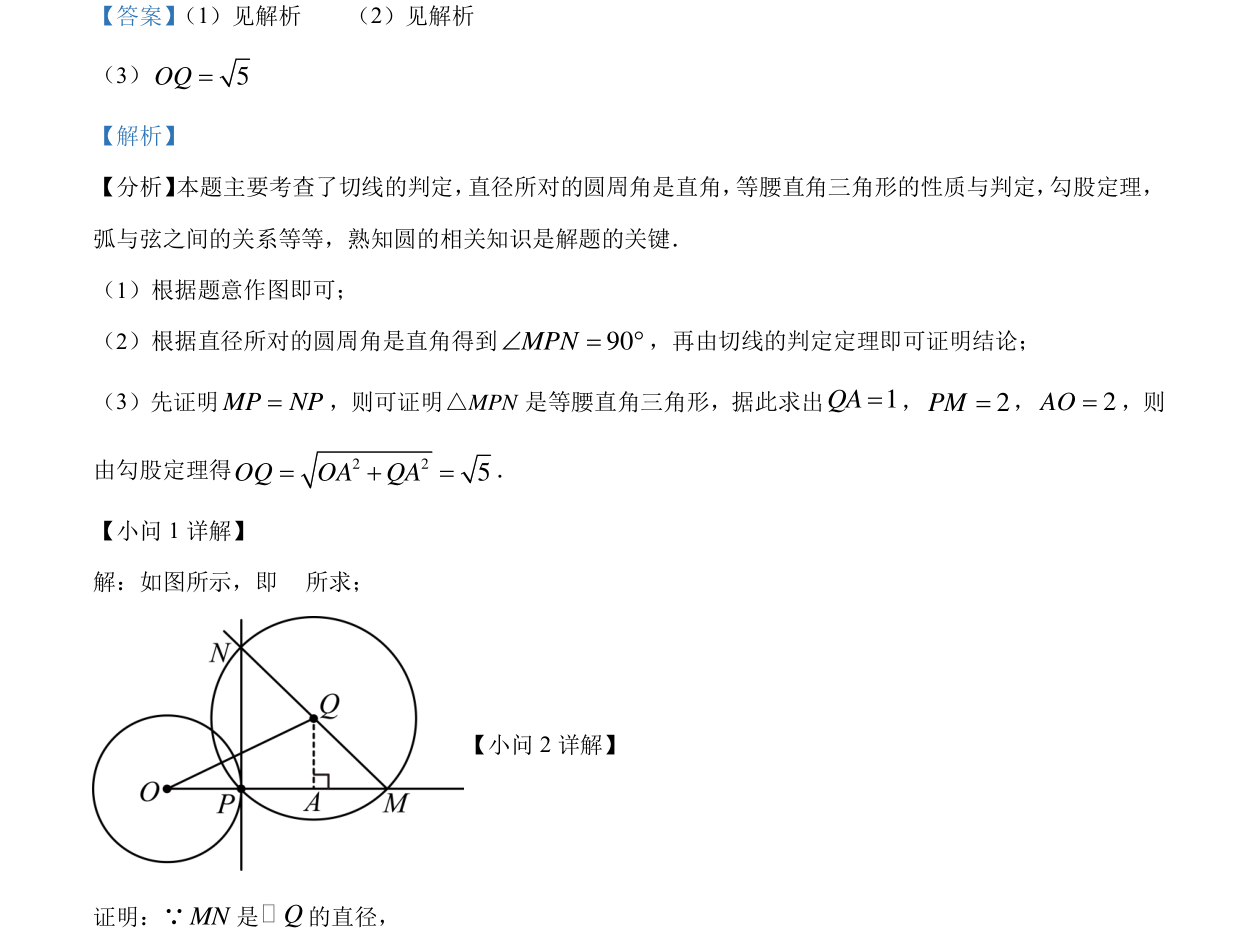 【答案】（1）见解析 （2）见解析
（3）OQ = √5
【解析】
【分析】本题主要考查了切线的判定，直径所对的圆周角是直角，等腰直角三角形的性质与判定，勾股定理，
弧与弦之间的关系等等，熟知圆的相关知识是解题的关键．
（1）根据题意作图即可；
（2）根据直径所对的圆周角是直角得到∠MPN = 90°，再由切线的判定定理即可证明结论；
（3）先证明MP = NP，则可证明△MPN 是等腰直角三角形，据此求出QA = 1，PM = 2，AO = 2，则
由勾股定理得OQ = √(OA² + QA²) = √5．
【小问 1 详解】
解：如图所示，即 所求；
N
Q
O
P
A
M
【小问 2 详解】
证明：∵MN 是□ Q 的直径，